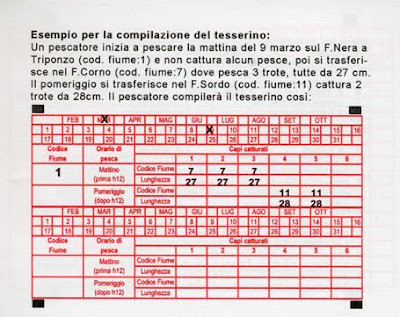 Esempio per la compilazione del tesserino:
Un pescatore inizia a pescare la mattina del 9 marzo sul F.Nera a
Triponzo (cod. fiume:1) e non cattura alcun pesce, poi si trasferi-
sce nel F.Corno (cod. fiume:7) dove pesca 3 trote, tutte da 27 cm.
Il pomeriggio si trasferisce nel F.Sordo (cod. fiume:11) cattura 2
trote da 28cm. Il pescatore compilerà il tesserino così:
FEB MAR APR MAG GIU LUG AGO SET OTT
1 2 3 4 5 6 7 8 X 10 11 12 13 14 15 16
17 18 19 20 21 22 23 24 25 26 27 28 29 30 31
Codice Fiume Orario di pesca Capi catturati
1 2 3 4 5 6
1 Mattino (prima h12) Codice Fiume 7 7 7
Lunghezza 27 27 27
Pomeriggio (dopo h12) Codice Fiume 11 11
Lunghezza 28 28
FEB MAR APR MAG GIU LUG AGO SET OTT
1 2 3 4 5 6 7 8 9 10 11 12 13 14 15 16
17 18 19 20 21 22 23 24 25 26 27 28 29 30 31
Codice Fiume Orario di pesca Capi catturati
1 2 3 4 5 6
Mattino (prima h12) Codice Fiume
Lunghezza
Pomeriggio (dopo h12) Codice Fiume
Lunghezza